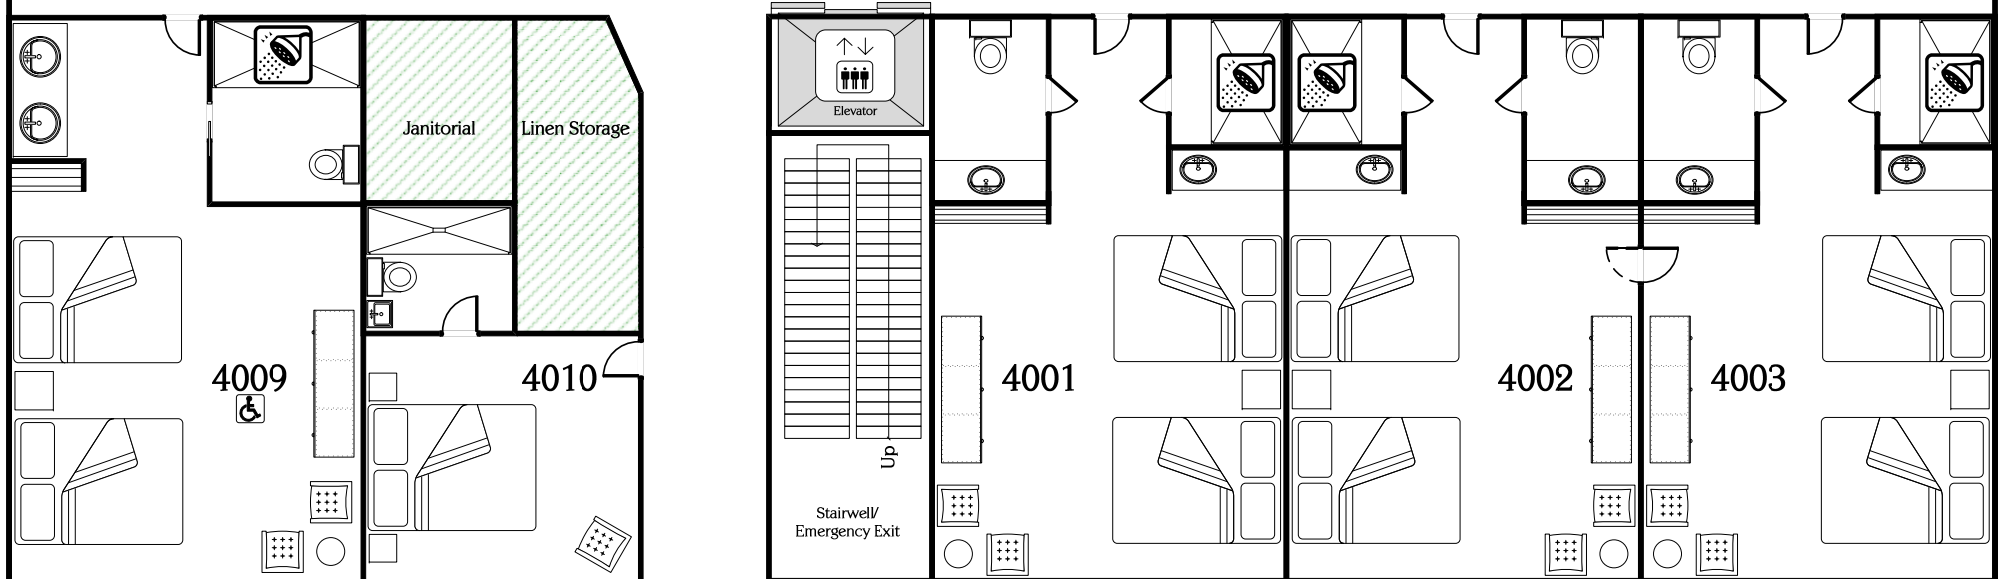 Janitorial
Linen Storage
Elevator
4009
4010
4001
4002
4003
Up
Stairwell/
Emergency Exit